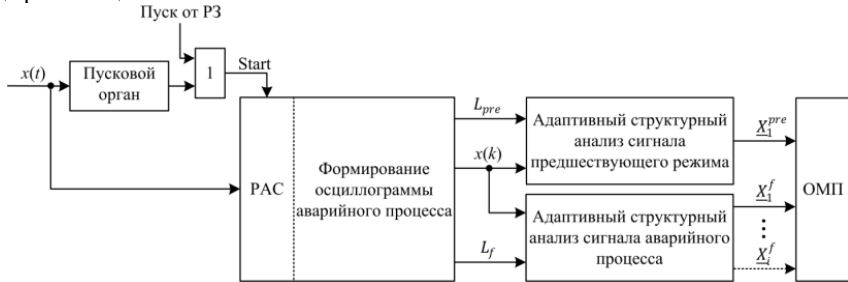 Пуск от РЗ
x(t)
Пусковой
орган
1
Start
РАС
Формирование
осциллограммы
аварийного процесса
L_pre
x(k)
L_f
Адаптивный структурный
анализ сигнала
предшествующего режима
Адаптивный структурный
анализ сигнала аварийного
процесса
X_1^pre
X_1^f
⋮
X_i^f
ОМП